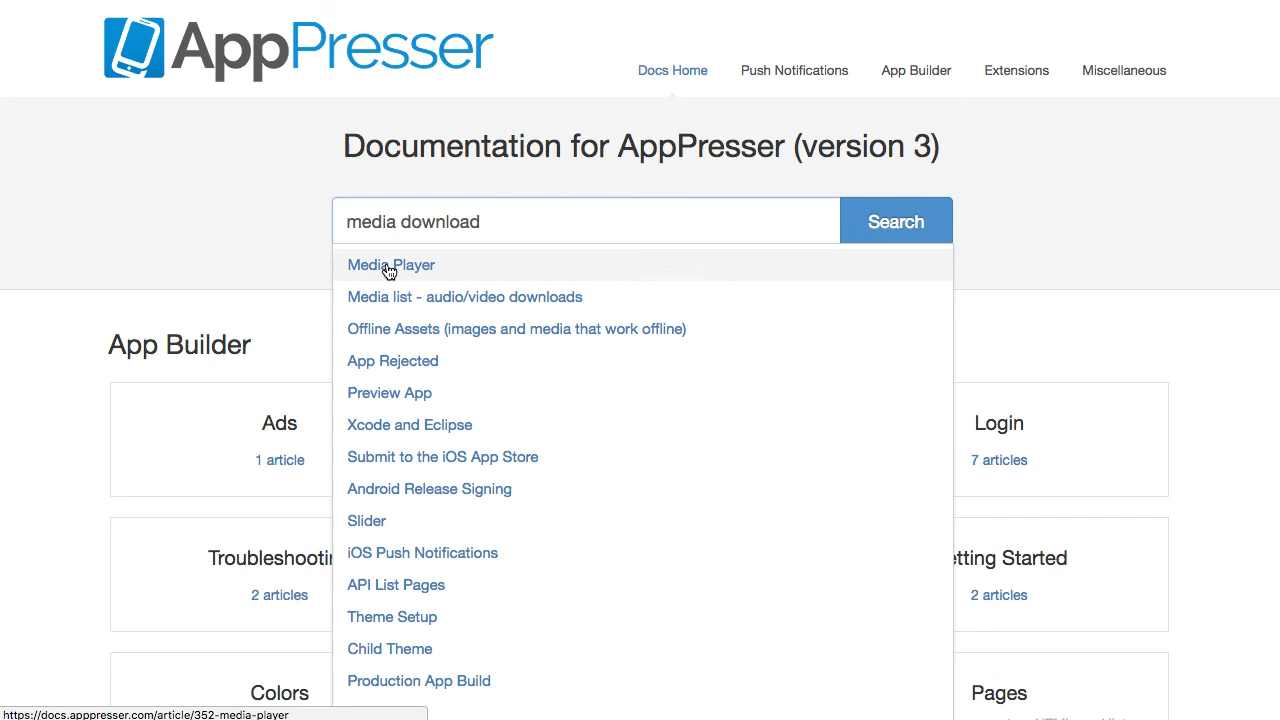 AppPresser
Docs Home Push Notifications App Builder Extensions Miscellaneous
Documentation for AppPresser (version 3)
media download Search
Media Player
Media list - audio/video downloads
Offline Assets (images and media that work offline)
App Rejected
Preview App
Xcode and Eclipse
Submit to the iOS App Store
Android Release Signing
Slider
iOS Push Notifications
API List Pages
Theme Setup
Child Theme
Production App Build
App Builder
Ads
1 article
Login
7 articles
Troubleshootin
2 articles
etting Started
2 articles
Colors
Pages
https://docs.apppresser.com/article/352-media-player